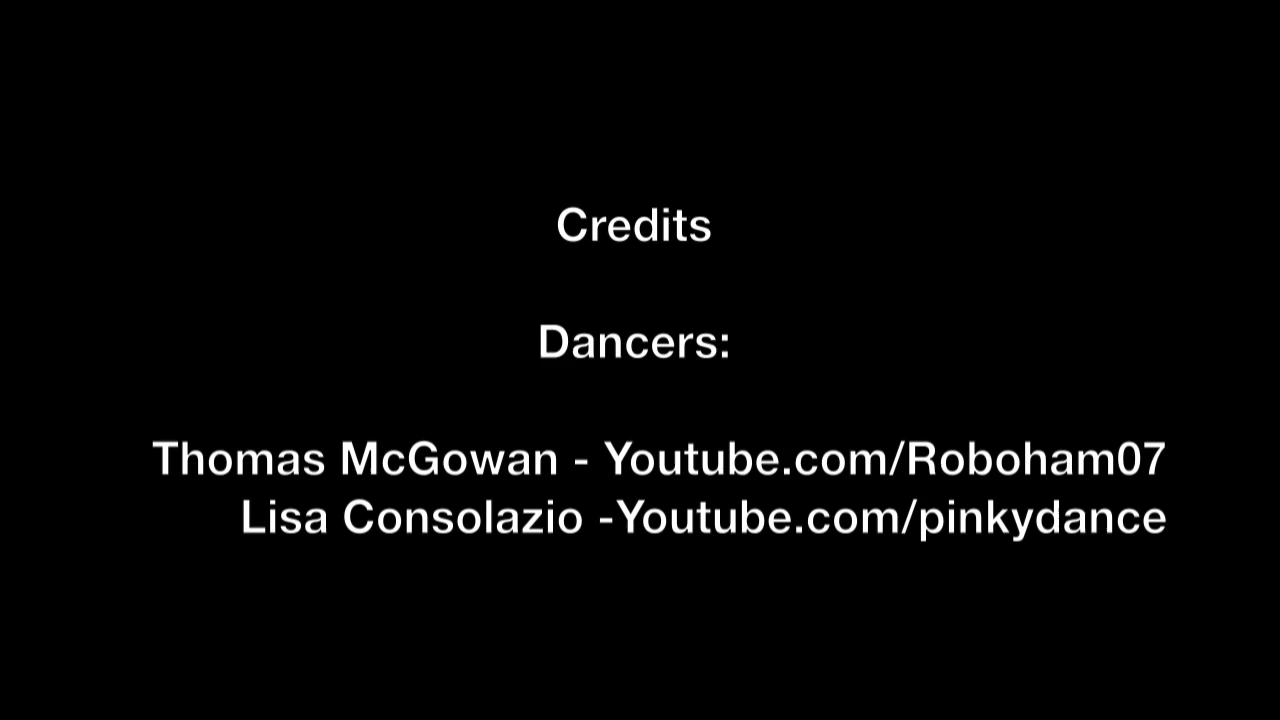 Credits
Dancers:
Thomas McGowan - Youtube.com/Roboham07
Lisa Consolazio -Youtube.com/pinkydance